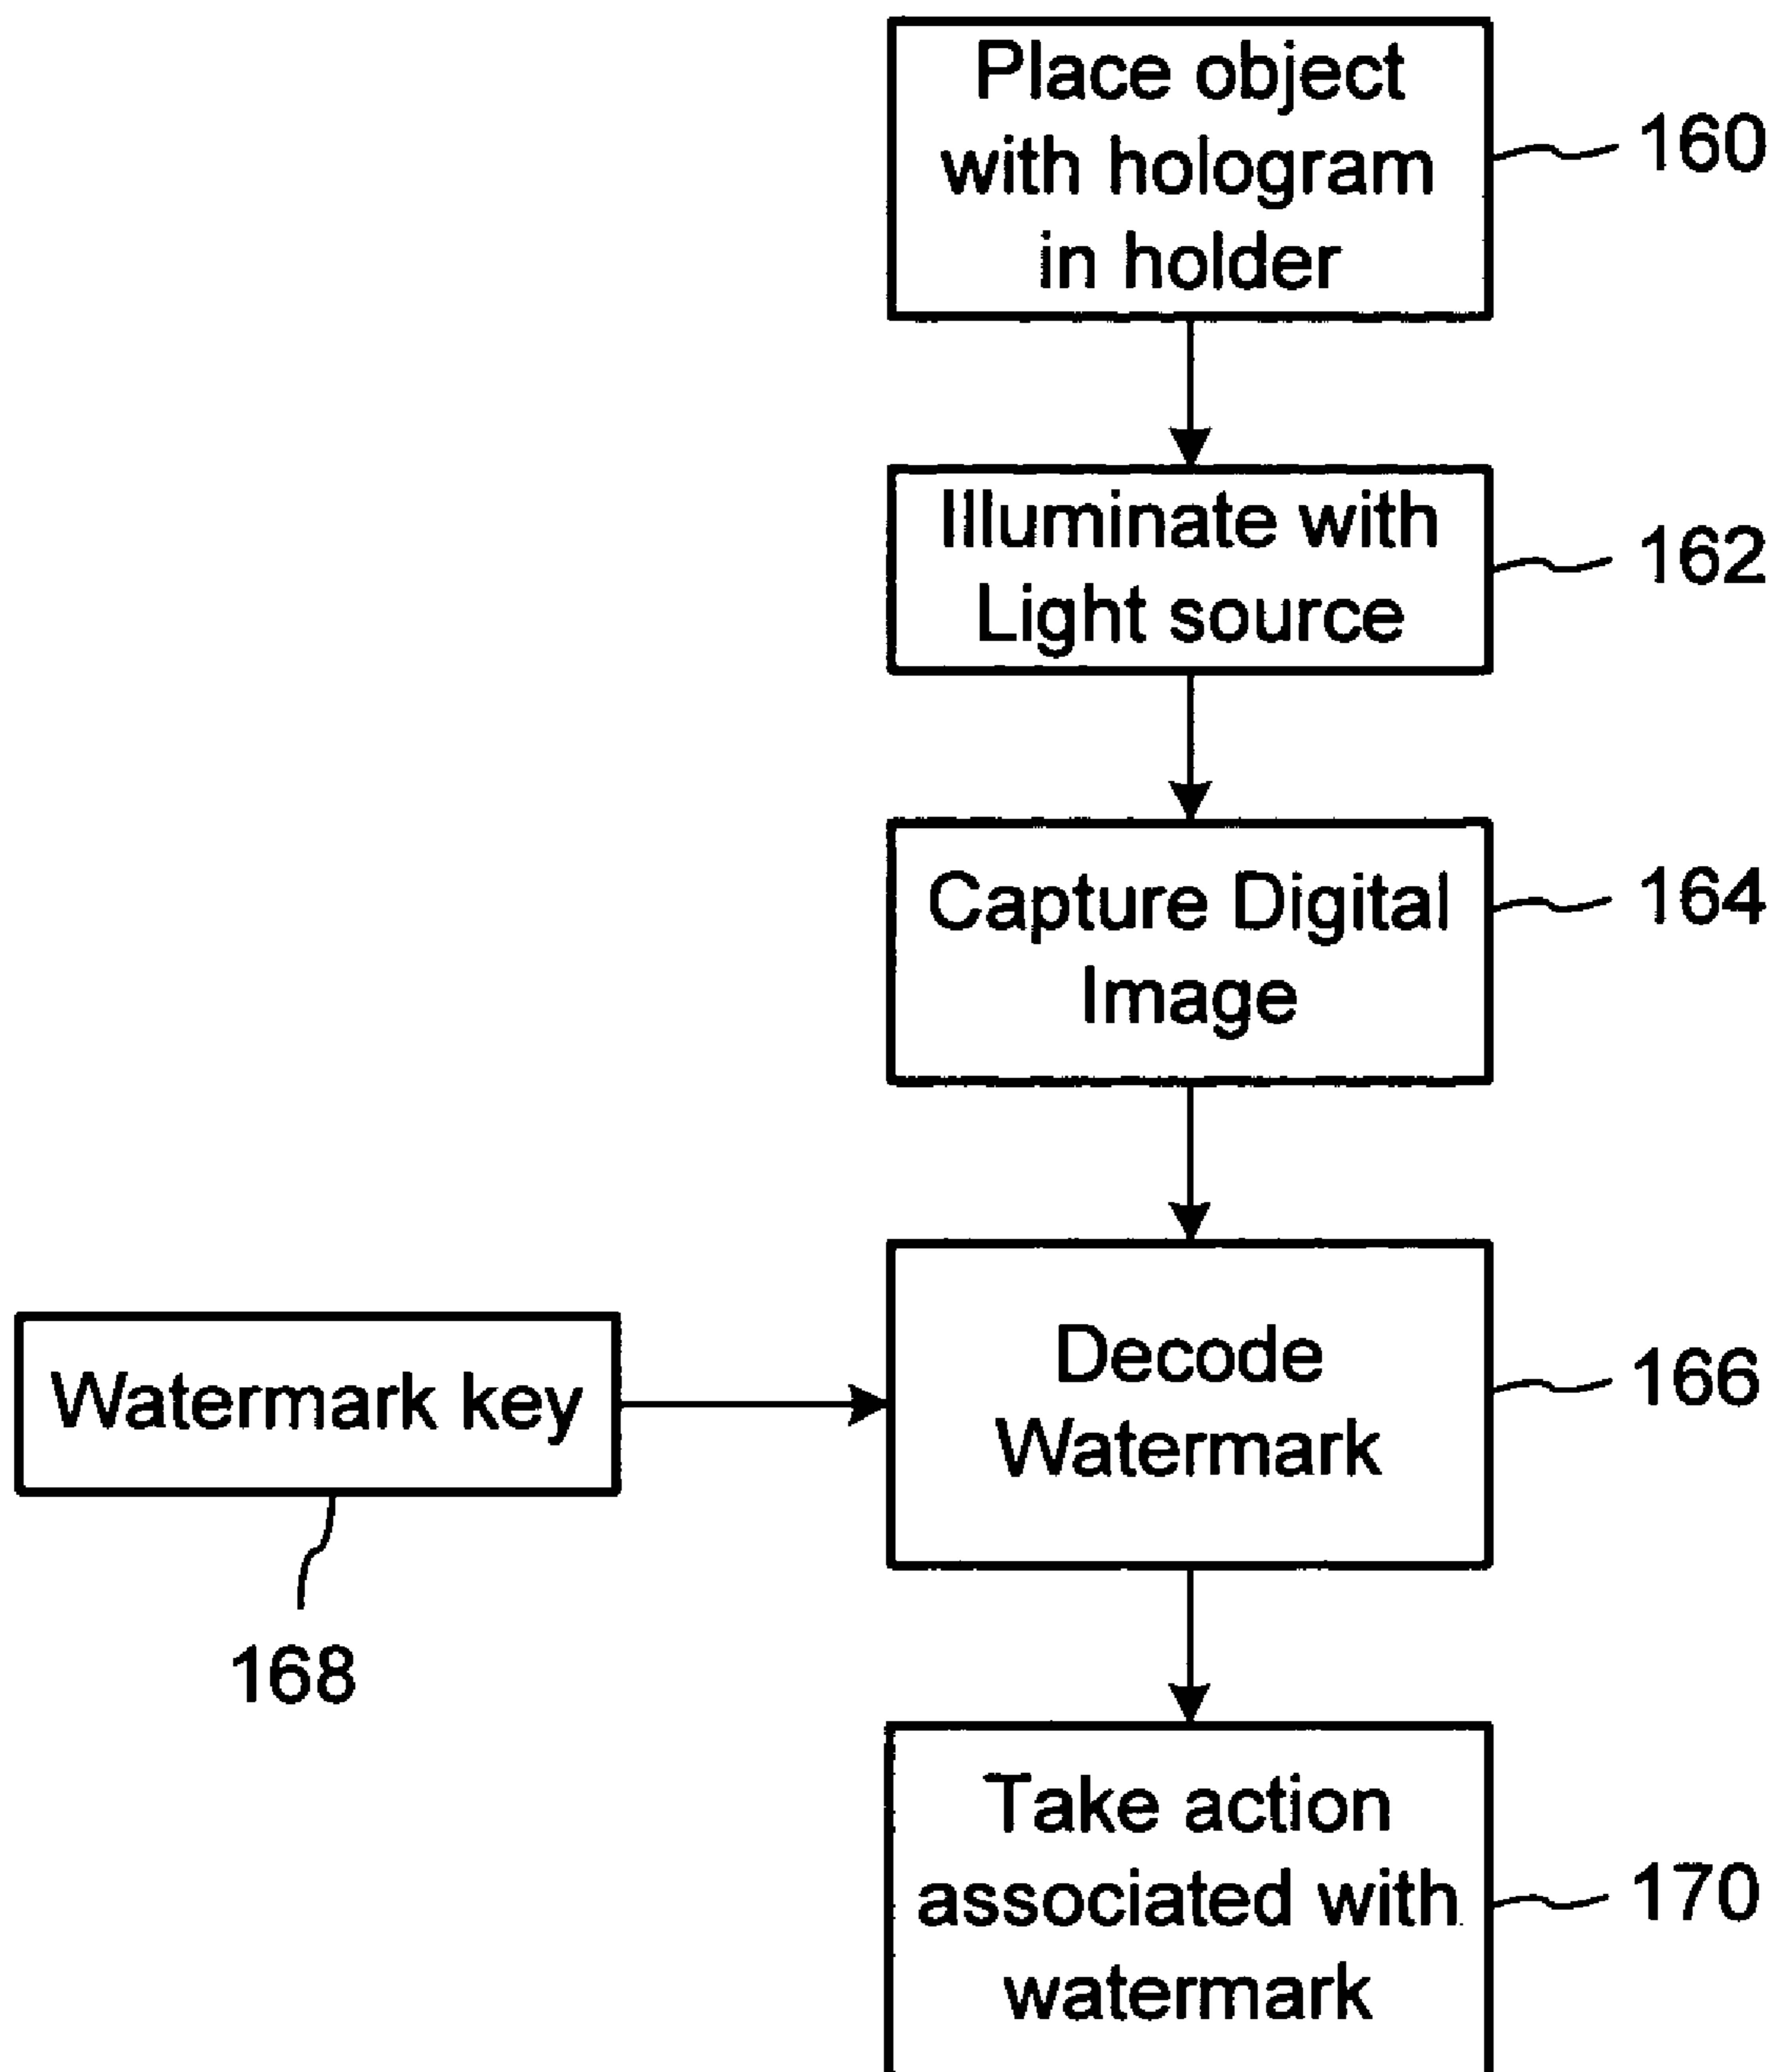 Place object
with hologram
in holder
160
Illuminate with
Light source
162
Capture Digital
Image
164
Decode
Watermark
166
Watermark key
168
Take action
associated with
watermark
170